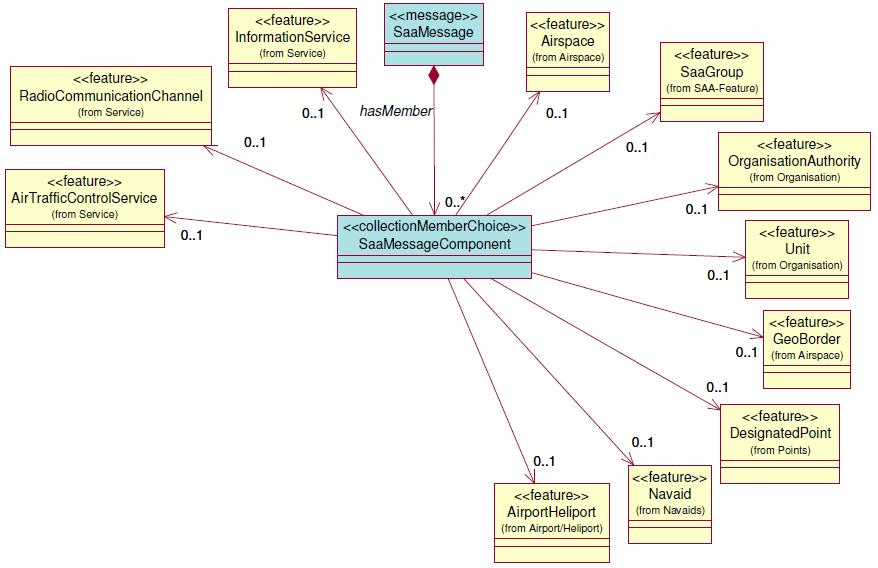 <<message>>
SaaMessage
<<feature>>
InformationService
(from Service)
<<feature>>
Airspace
(from Airspace)
<<feature>>
SaaGroup
(from SAA-Feature)
<<feature>>
RadioCommunicationChannel
(from Service)
hasMember
0..1
0..1
0..1
0..1
<<feature>>
OrganisationAuthority
(from Organisation)
<<feature>>
AirTrafficControlService
(from Service)
0..*
0..1
0..1
<<collectionMemberChoice>>
SaaMessageComponent
<<feature>>
Unit
(from Organisation)
0..1
<<feature>>
GeoBorder
(from Airspace)
0..1
0..1
<<feature>>
DesignatedPoint
(from Points)
0..1
0..1
<<feature>>
Navaid
(from Navaids)
<<feature>>
AirportHeliport
(from Airport/Heliport)